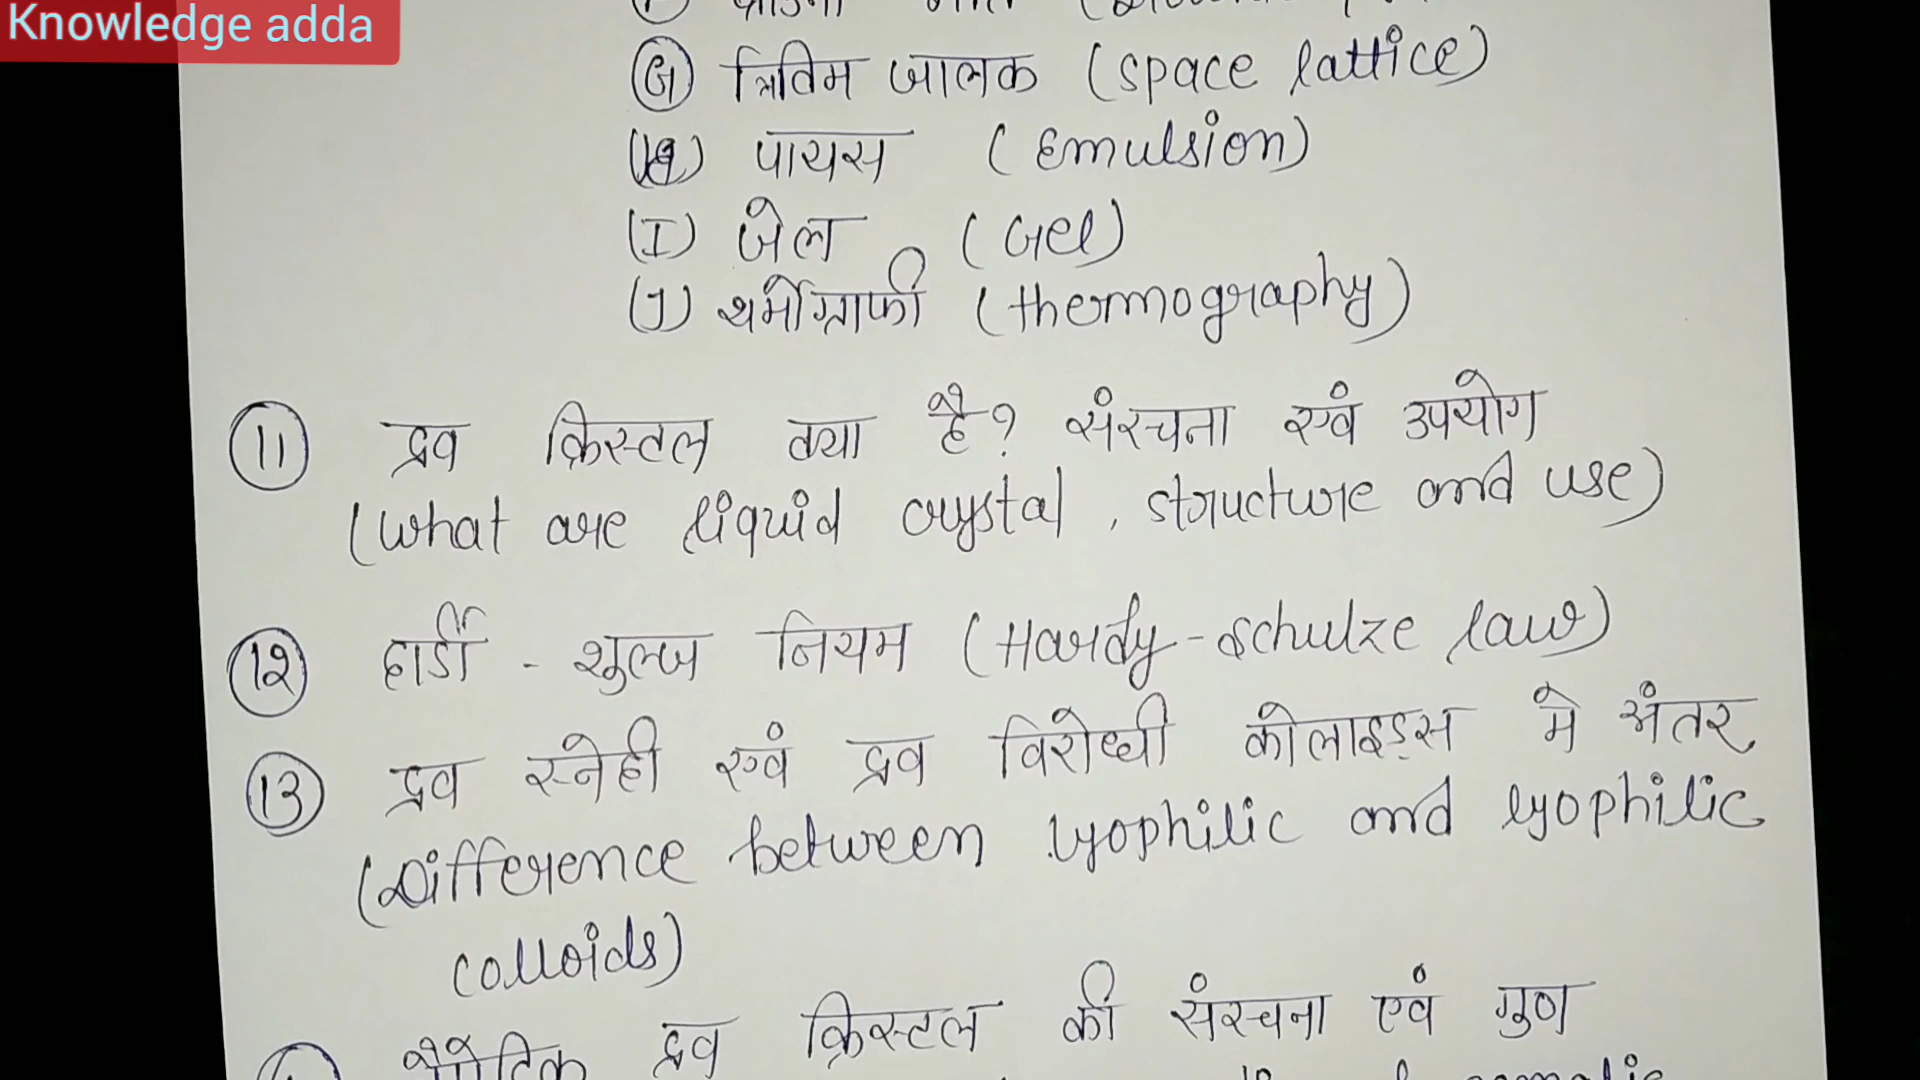 Knowledge adda
(G) त्रिविम जालक (space lattice)
(H) पायस (Emulsion)
(I) जेल (Gel)
(J) थर्मोग्राफी (thermography)
(11) द्रव क्रिस्टल क्या है? संरचना एवं उपयोग
(what are liquid crystal, structure and use)
(12) हार्डी - शुल्ज नियम (Hardy-Schulze law)
(13) द्रव स्नेही एवं द्रव विरोधी कोलाइड्स मे अंतर
(Difference between lyophilic and lyophilic
colloids)
द्रव क्रिस्टल की संरचना एवं गुण